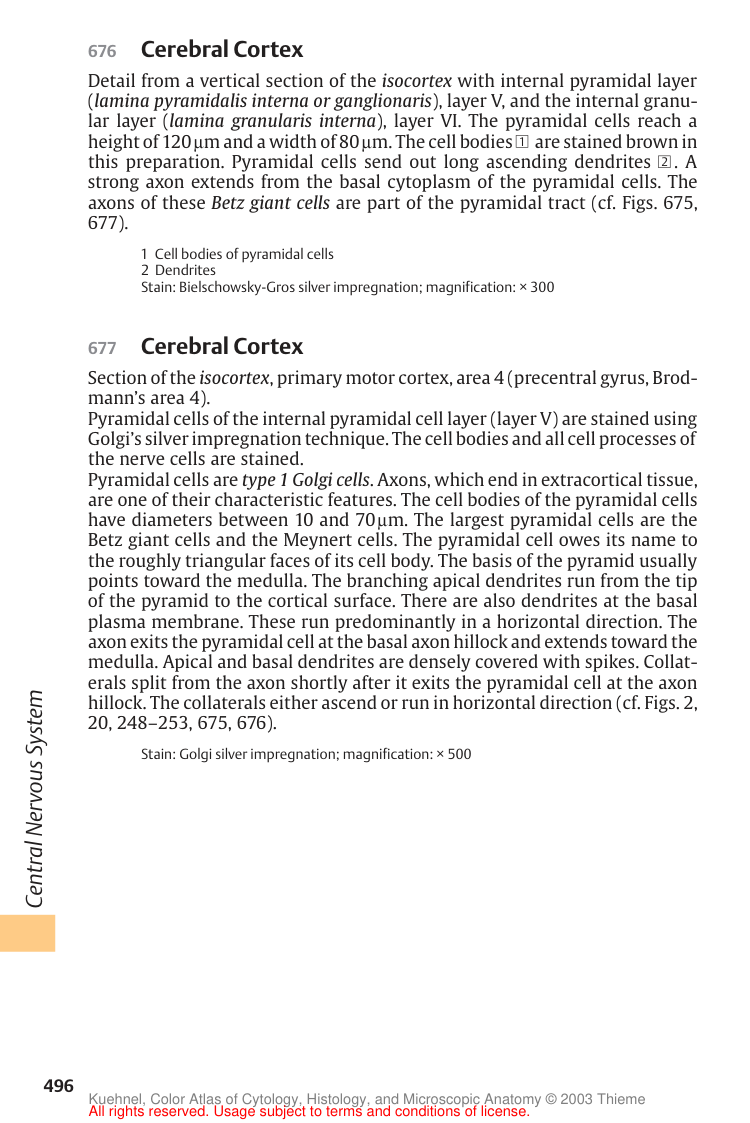 676 Cerebral Cortex
Detail from a vertical section of the isocortex with internal pyramidal layer
(lamina pyramidalis interna or ganglionaris), layer V, and the internal granu-
lar layer (lamina granularis interna), layer VI. The pyramidal cells reach a
height of 120 µm and a width of 80 µm. The cell bodies 1 are stained brown in
this preparation. Pyramidal cells send out long ascending dendrites 2. A
strong axon extends from the basal cytoplasm of the pyramidal cells. The
axons of these Betz giant cells are part of the pyramidal tract (cf. Figs. 675,
677).
1 Cell bodies of pyramidal cells
2 Dendrites
Stain: Bielschowsky-Gros silver impregnation; magnification: × 300
677 Cerebral Cortex
Section of the isocortex, primary motor cortex, area 4 (precentral gyrus, Brod-
mann's area 4).
Pyramidal cells of the internal pyramidal cell layer (layer V) are stained using
Golgi's silver impregnation technique. The cell bodies and all cell processes of
the nerve cells are stained.
Pyramidal cells are type 1 Golgi cells. Axons, which end in extracortical tissue,
are one of their characteristic features. The cell bodies of the pyramidal cells
have diameters between 10 and 70 µm. The largest pyramidal cells are the
Betz giant cells and the Meynert cells. The pyramidal cell owes its name to
the roughly triangular faces of its cell body. The basis of the pyramid usually
points toward the medulla. The branching apical dendrites run from the tip
of the pyramid to the cortical surface. There are also dendrites at the basal
plasma membrane. These run predominantly in a horizontal direction. The
axon exits the pyramidal cell at the basal axon hillock and extends toward the
medulla. Apical and basal dendrites are densely covered with spikes. Collat-
erals split from the axon shortly after it exits the pyramidal cell at the axon
hillock. The collaterals either ascend or run in horizontal direction (cf. Figs. 2,
20, 248–253, 675, 676).
Stain: Golgi silver impregnation; magnification: × 500
Central Nervous System
496
Kuehnel, Color Atlas of Cytology, Histology, and Microscopic Anatomy © 2003 Thieme
All rights reserved. Usage subject to terms and conditions of license.